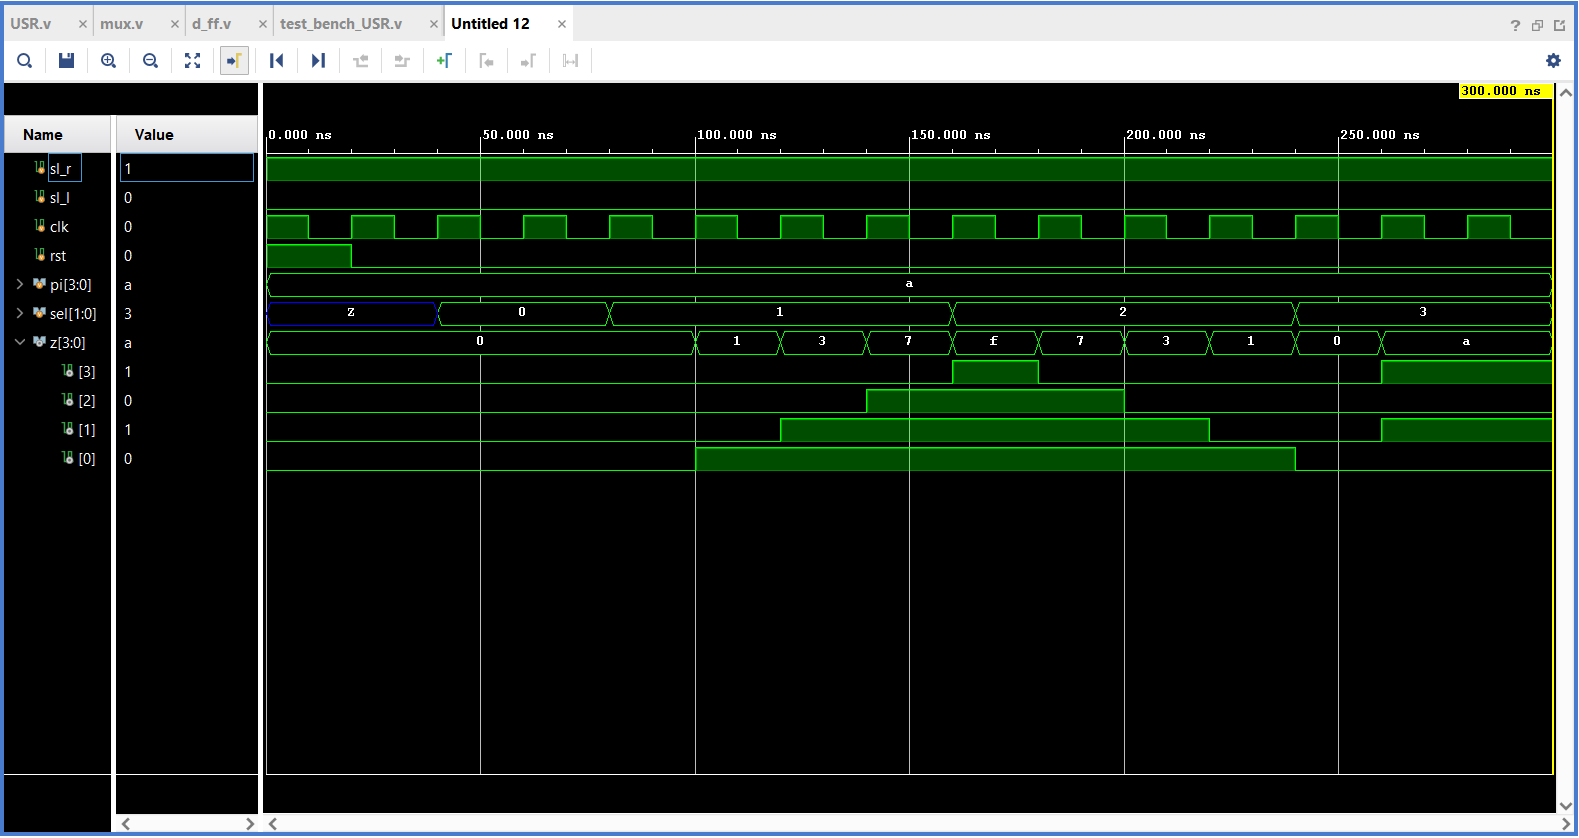 USR.v × mux.v × d_ff.v × test_bench_USR.v × Untitled 12 ×
?
300.000 ns
Name Value
0.000 ns 50.000 ns 100.000 ns 150.000 ns 200.000 ns 250.000 ns
sl_r 1
sl_l 0
clk 0
rst 0
pi[3:0] a a
sel[1:0] 3 Z 0 1 2 3
z[3:0] a 0 1 3 7 f 7 3 1 0 a
[3] 1
[2] 0
[1] 1
[0] 0